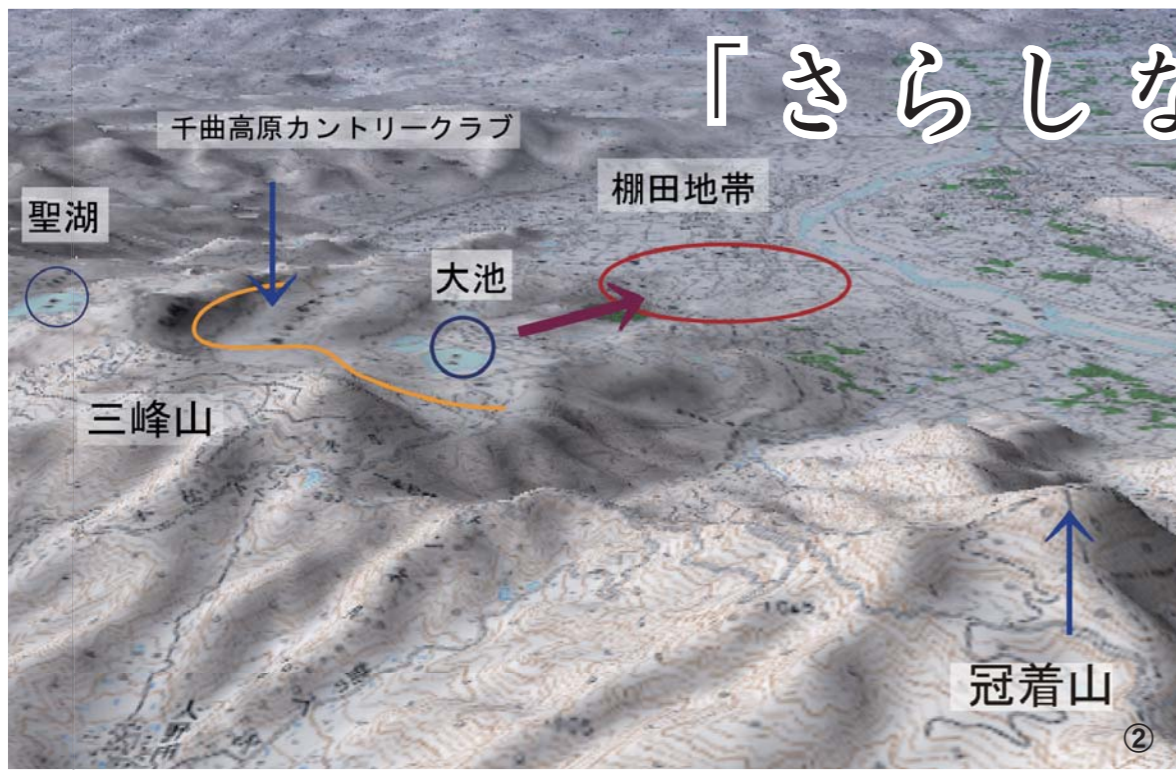 「さらしな
千曲高原カントリークラブ
棚田地帯
聖湖
大池
三峰山
冠着山
②